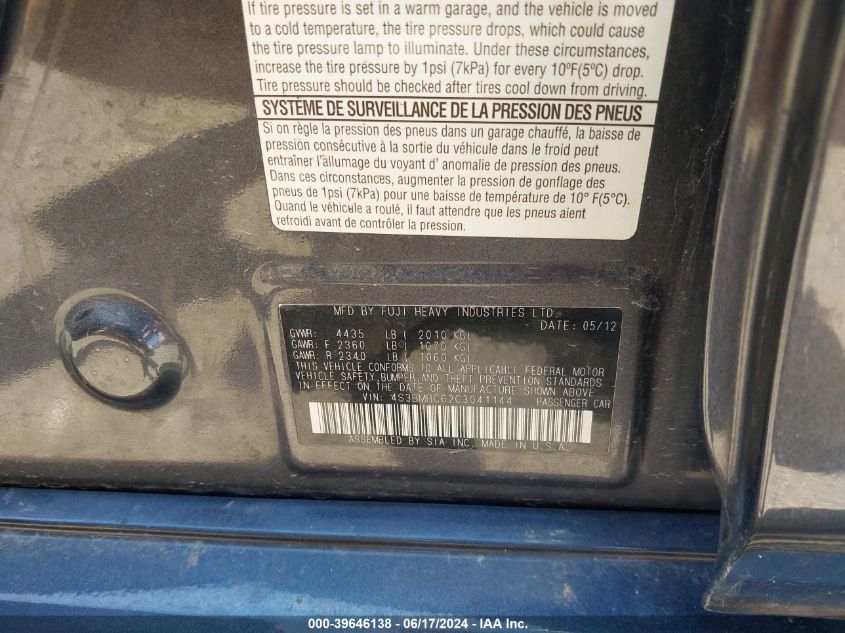 If tire pressure is set in a warm garage, and the vehicle is moved
to a cold temperature, the tire pressure drops, which could cause
the tire pressure lamp to illuminate. Under these circumstances,
increase the tire pressure by 1psi (7kPa) for every 10ºF(5ºC) drop.
Tire pressure should be checked after tires cool down from driving.
SYSTÈME DE SURVEILLANCE DE LA PRESSION DES PNEUS
Si on règle la pression des pneus dans un garage chauffé, la baisse de
pression consécutive à la sortie du véhicule dans le froid peut
entraîner l'allumage du voyant d' anomalie de pression des pneus.
Dans ces circonstances, augmenter la pression de gonflage des
pneus de 1psi (7kPa) pour une baisse de température de 10° F(5°C).
Quand le véhicule a roulé, il faut attendre que les pneus aient
refroidi avant de contrôler la pression.
MFD BY FUJI HEAVY INDUSTRIES LTD.
DATE: 05/12
GVWR: 4435 LB ( 2010 KG)
GAWR: F 2360 LB ( 1070 KG)
GAWR: R 2340 LB ( 1060 KG)
THIS VEHICLE CONFORMS TO ALL APPLICABLE FEDERAL MOTOR
VEHICLE SAFETY, BUMPER, AND THEFT PREVENTION STANDARDS
IN EFFECT ON THE DATE OF MANUFACTURE SHOWN ABOVE.
VIN: 4S3BMBC62C3041144 PASSENGER CAR
ASSEMBLED BY SIA INC. MADE IN U.S.A.
000-39646138 - 06/17/2024 - IAA Inc.